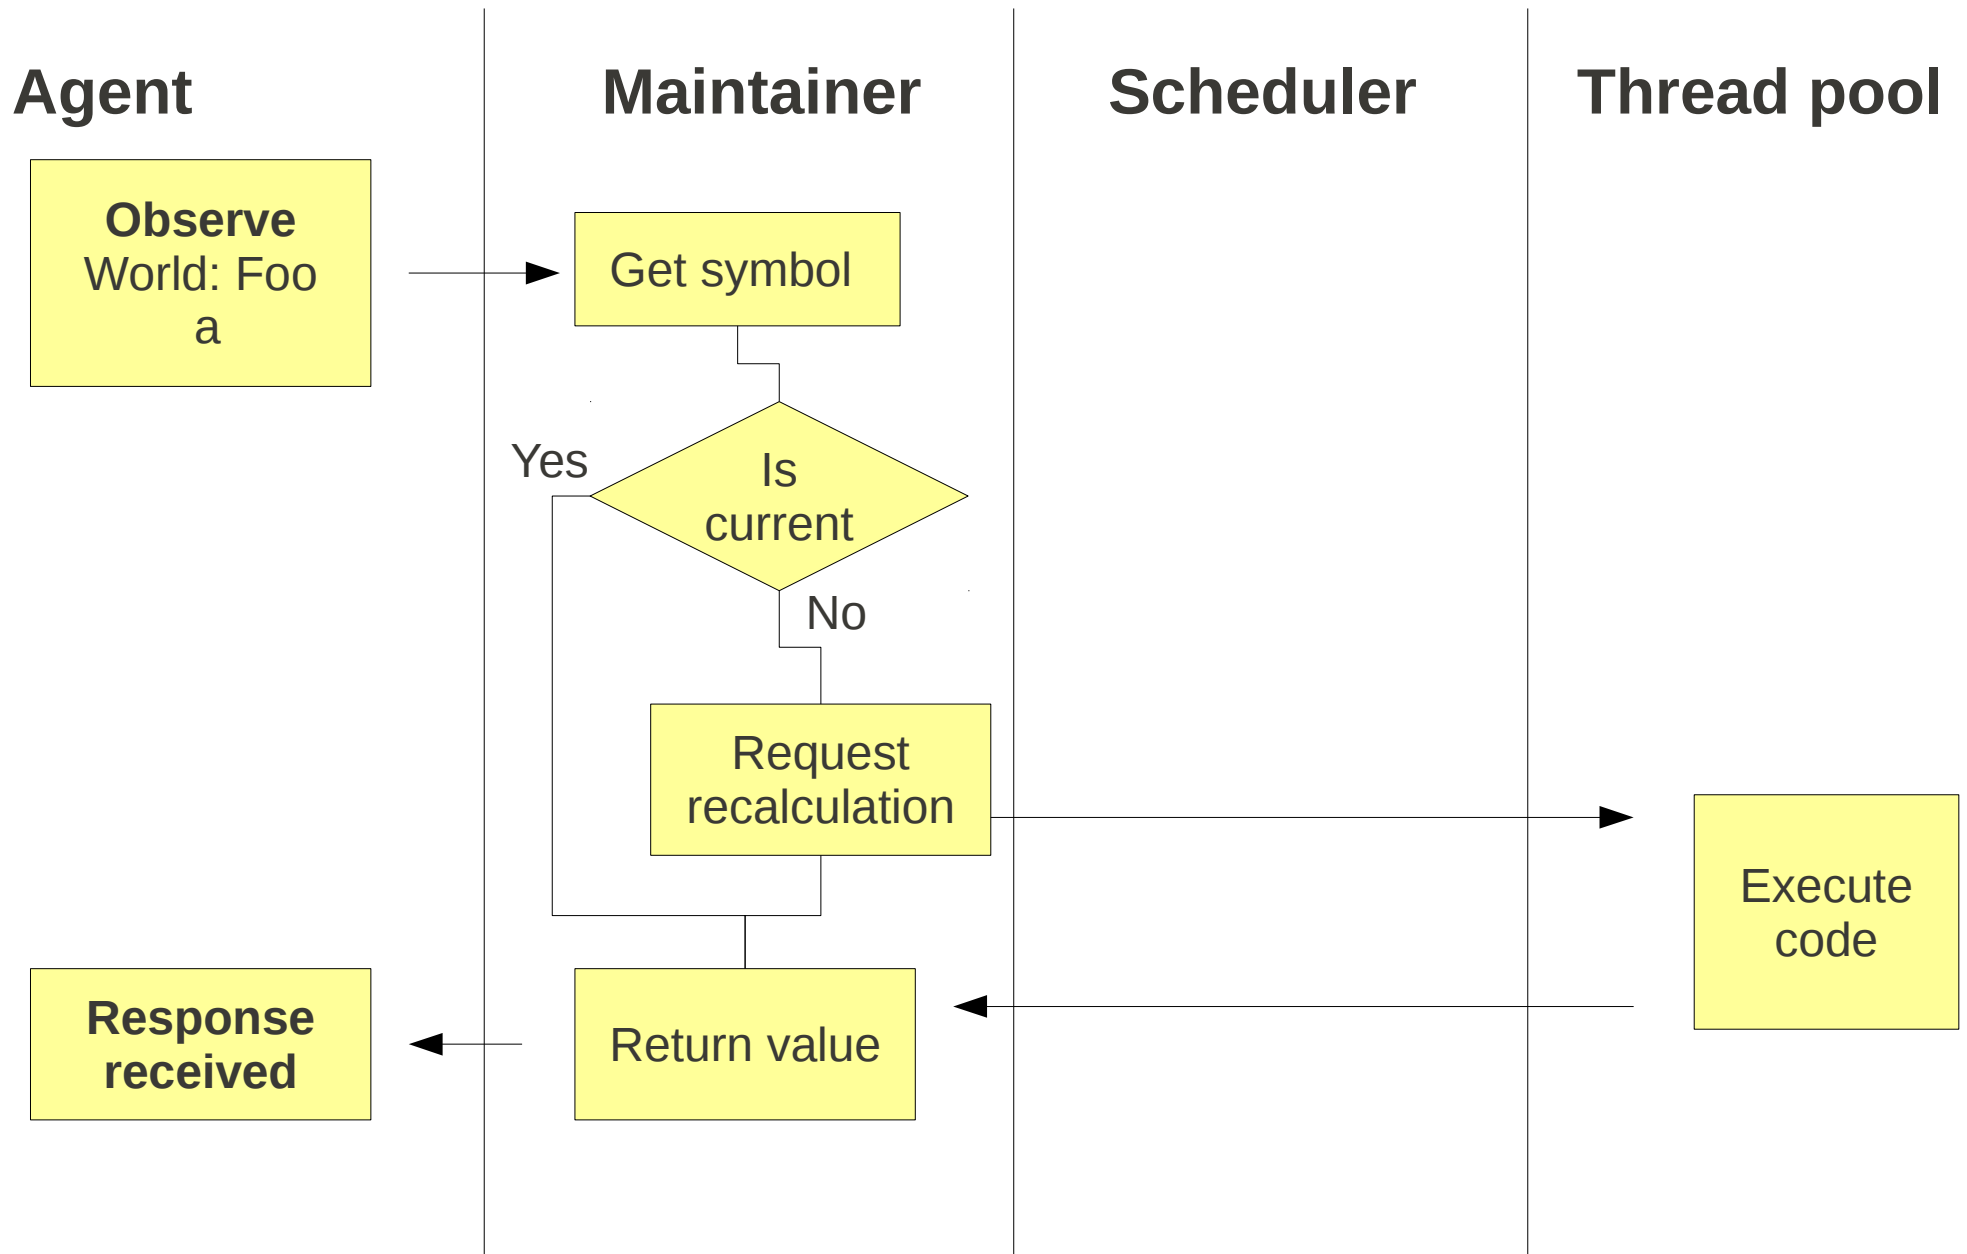 Agent
Maintainer
Scheduler
Thread pool
Observe
World: Foo
a
Get symbol
Yes
Is
current
No
Request
recalculation
Execute
code
Response
received
Return value